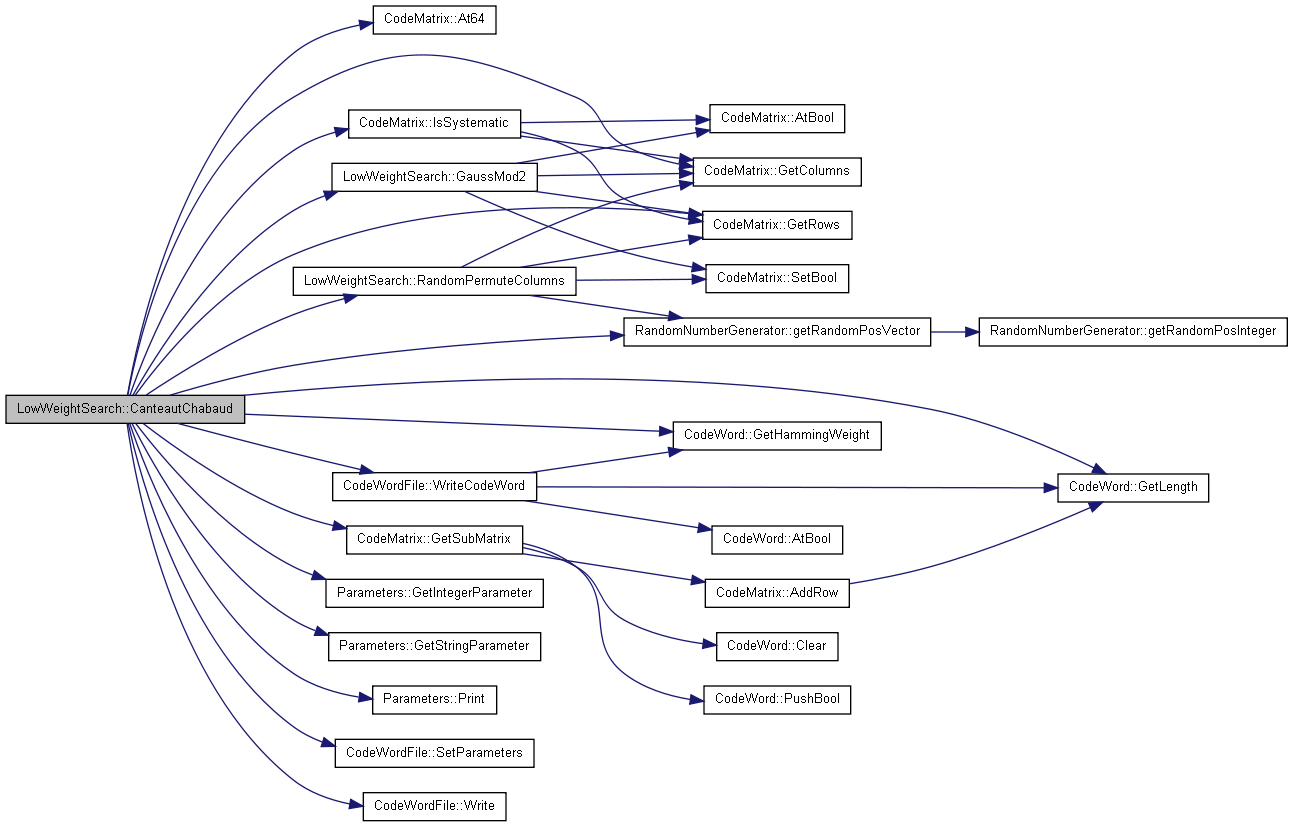 CodeMatrix::At64
CodeMatrix::IsSystematic
CodeMatrix::AtBool
CodeMatrix::GetColumns
LowWeightSearch::GaussMod2
CodeMatrix::GetRows
LowWeightSearch::RandomPermuteColumns
CodeMatrix::SetBool
RandomNumberGenerator::getRandomPosVector
RandomNumberGenerator::getRandomPosInteger
LowWeightSearch::CanteautChabaud
CodeWord::GetHammingWeight
CodeWordFile::WriteCodeWord
CodeWord::GetLength
CodeMatrix::GetSubMatrix
CodeWord::AtBool
Parameters::GetIntegerParameter
CodeMatrix::AddRow
Parameters::GetStringParameter
CodeWord::Clear
Parameters::Print
CodeWord::PushBool
CodeWordFile::SetParameters
CodeWordFile::Write